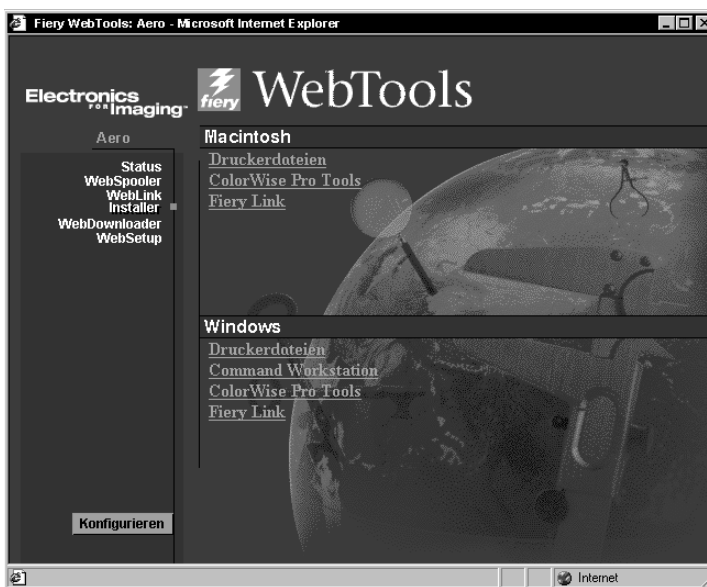 Fiery WebTools: Aero - Microsoft Internet Explorer
Electronics
FOR Imaging
fiery
WebTools
Aero
Status
WebSpooler
WebLink
Installer
WebDownloader
WebSetup
Konfigurieren
Macintosh
Druckerdateien
ColorWise Pro Tools
Fiery Link
Windows
Druckerdateien
Command Workstation
ColorWise Pro Tools
Fiery Link
Internet